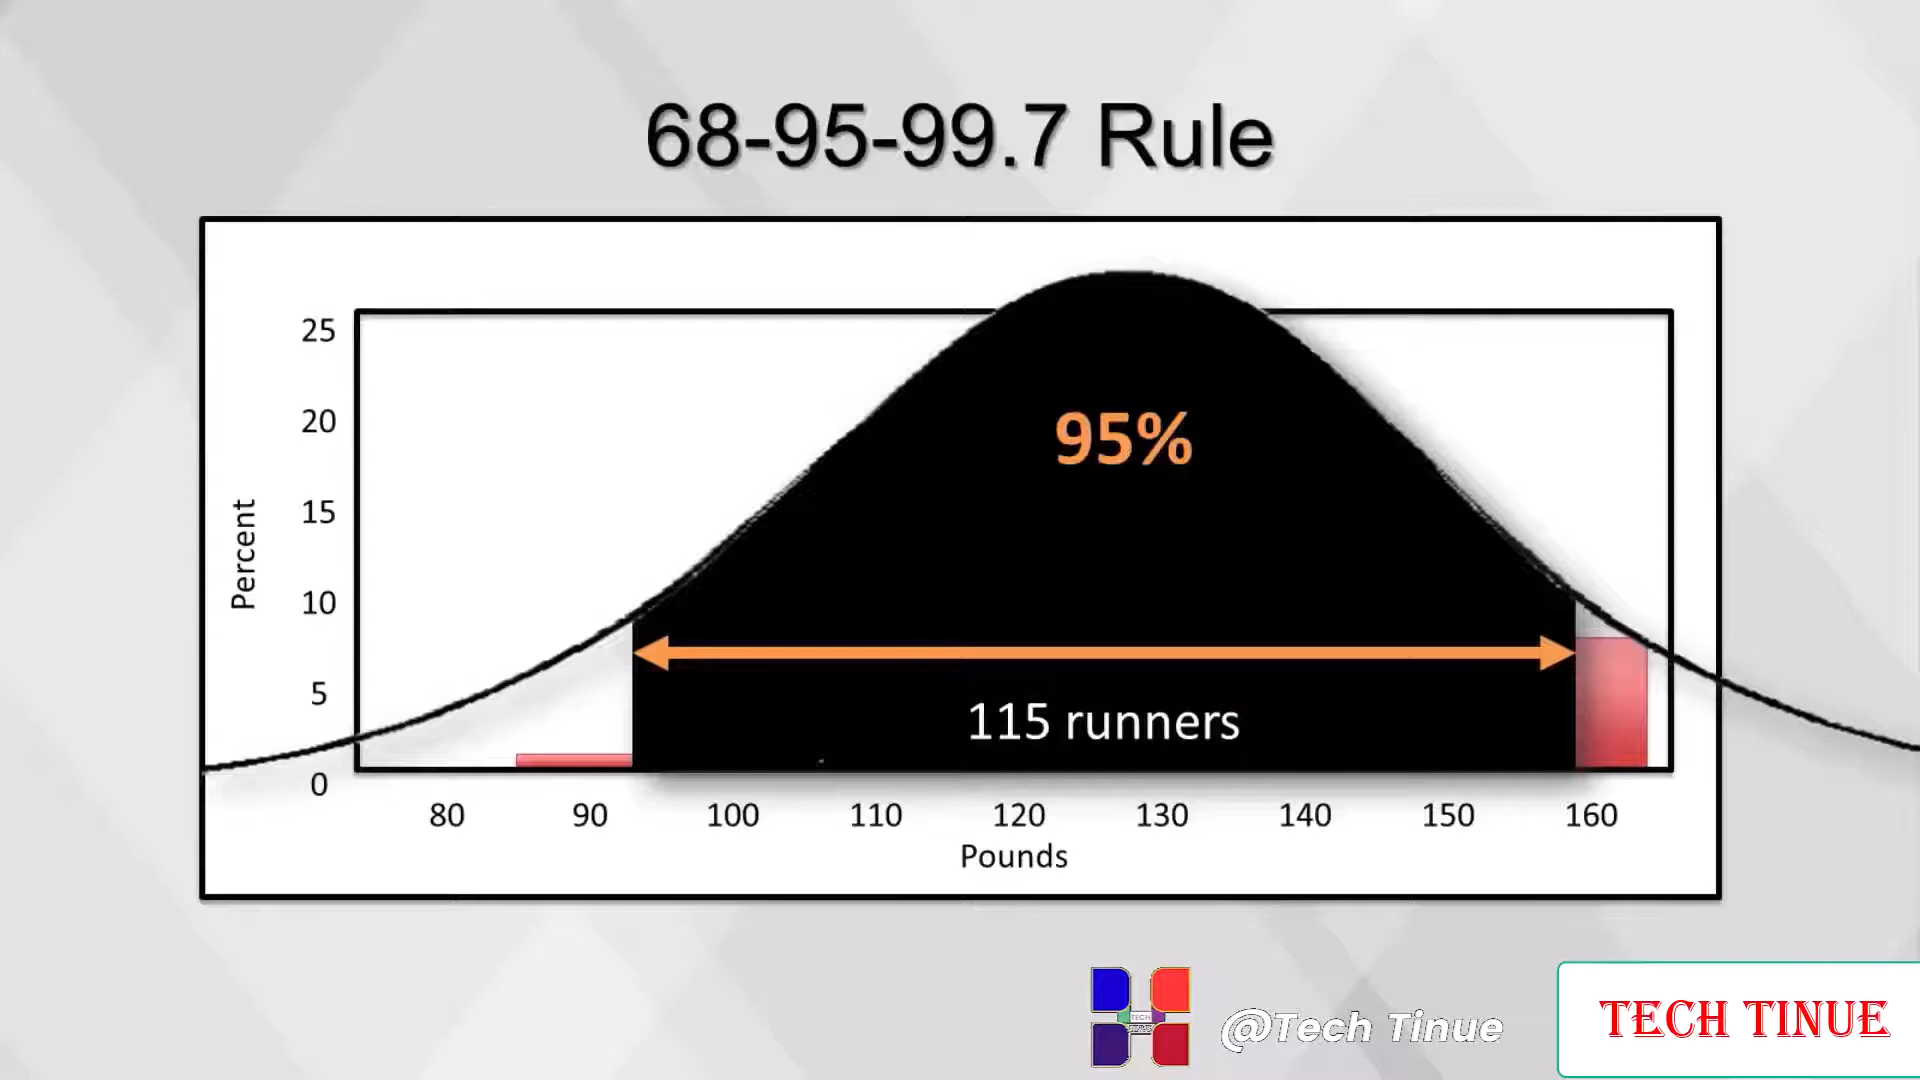 68-95-99.7 Rule
25
20
15
10
5
0
Percent
95%
115 runners
80 90 100 110 120 130 140 150 160
Pounds
TECH
@Tech Tinue
TECH TINUE